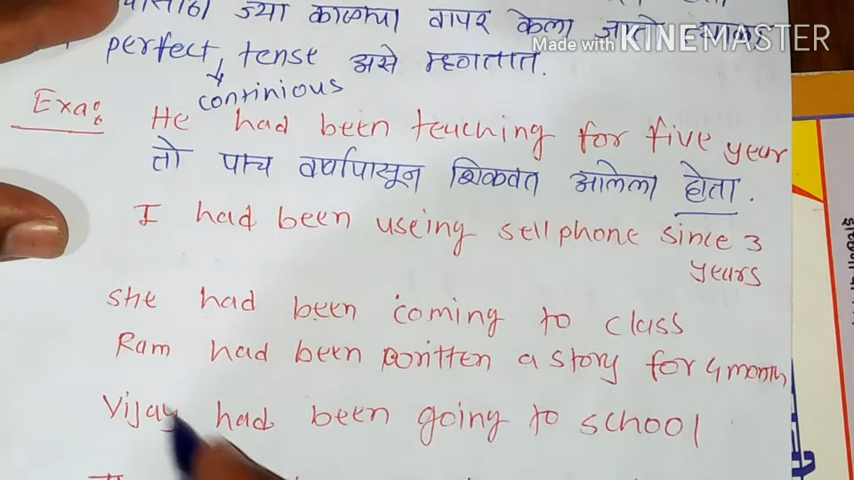 ज्या काळाचा वापर केला जातो
Made with KINEMASTER
perfect tense असे म्हणतात.
continious
Exa:
He had been teaching for five year
तो पाच वर्षापासून शिकवत आलेला होता.
I had been useing sellphone since 3
years
she had been coming to class
Ram had been written a story for 4 month
Vijay had been going to school